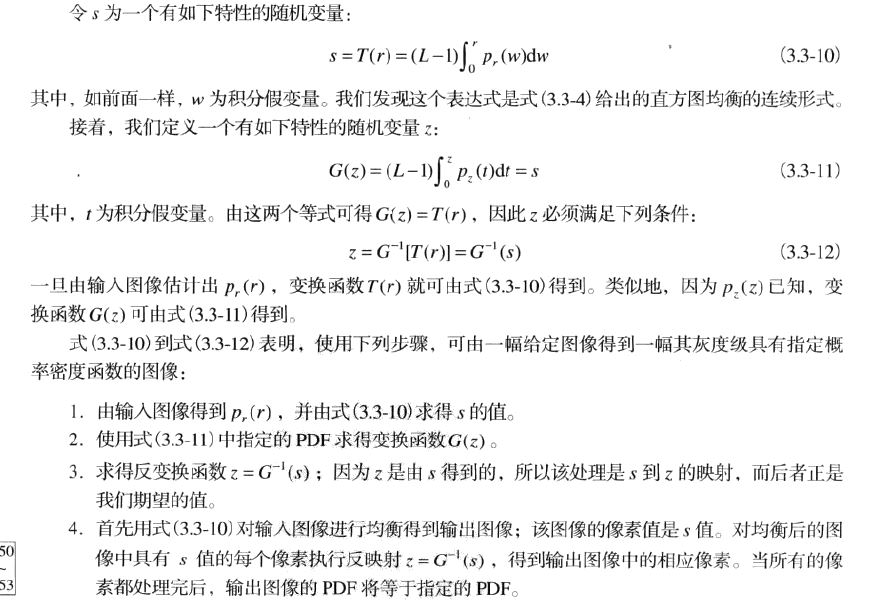 令 s 为一个有如下特性的随机变量：
s = T(r) = (L−1)∫₀ʳ pᵣ(w)dw (3.3-10)
其中，如前面一样，w 为积分假变量。我们发现这个表达式是式(3.3-4)给出的直方图均衡的连续形式。
接着，我们定义一个有如下特性的随机变量 z：
G(z) = (L−1)∫₀ᶻ p_z(t)dt = s (3.3-11)
其中，t 为积分假变量。由这两个等式可得 G(z) = T(r)，因此 z 必须满足下列条件：
z = G⁻¹[T(r)] = G⁻¹(s) (3.3-12)
一旦由输入图像估计出 pᵣ(r)，变换函数 T(r) 就可由式(3.3-10)得到。类似地，因为 p_z(z) 已知，变
换函数 G(z) 可由式(3.3-11)得到。
式(3.3-10)到式(3.3-12)表明，使用下列步骤，可由一幅给定图像得到一幅其灰度级具有指定概
率密度函数的图像：
1. 由输入图像得到 pᵣ(r)，并由式(3.3-10)求得 s 的值。
2. 使用式(3.3-11)中指定的 PDF 求得变换函数 G(z)。
3. 求得反变换函数 z = G⁻¹(s)；因为 z 是由 s 得到的，所以该处理是 s 到 z 的映射，而后者正是
我们期望的值。
4. 首先用式(3.3-10)对输入图像进行均衡得到输出图像；该图像的像素值是 s 值。对均衡后的图
像中具有 s 值的每个像素执行反映射 z = G⁻¹(s)，得到输出图像中的相应像素。当所有的像
素都处理完后，输出图像的 PDF 将等于指定的 PDF。
50
~
53